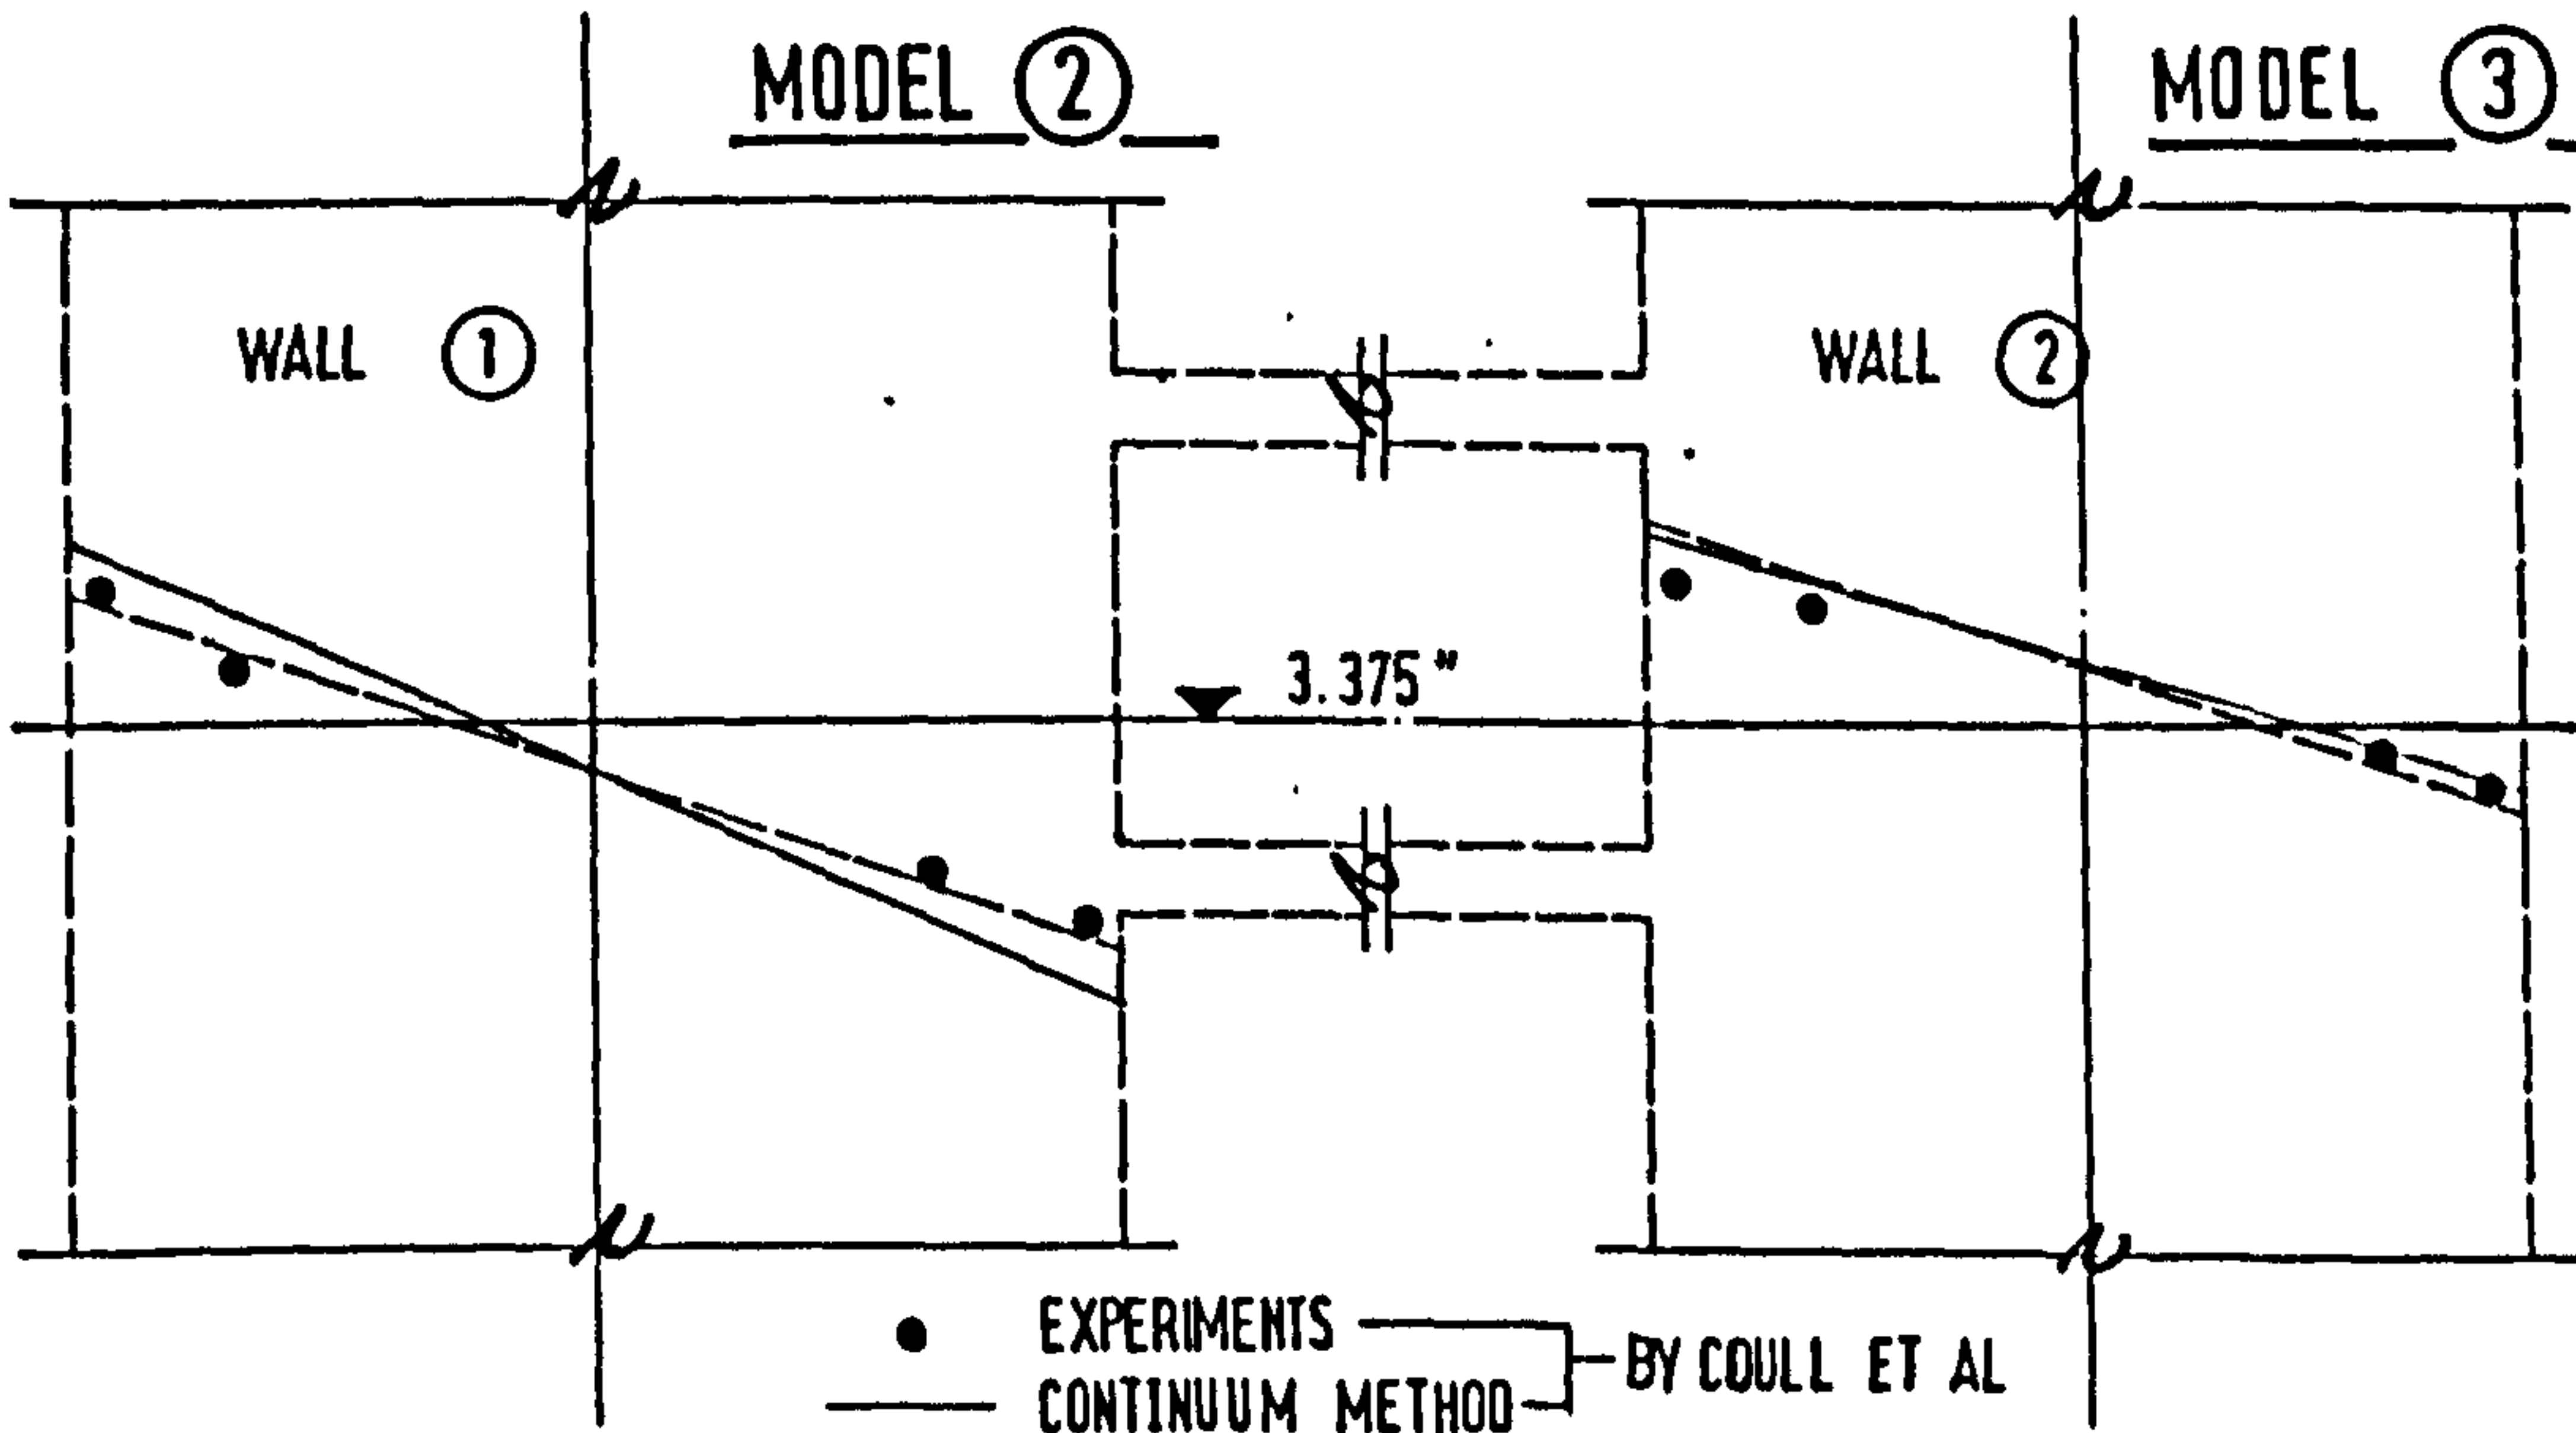 MODEL 2
MODEL 3
WALL 1
WALL 2
3.375"
EXPERIMENTS
CONTINUUM METHOD
BY COULL ET AL